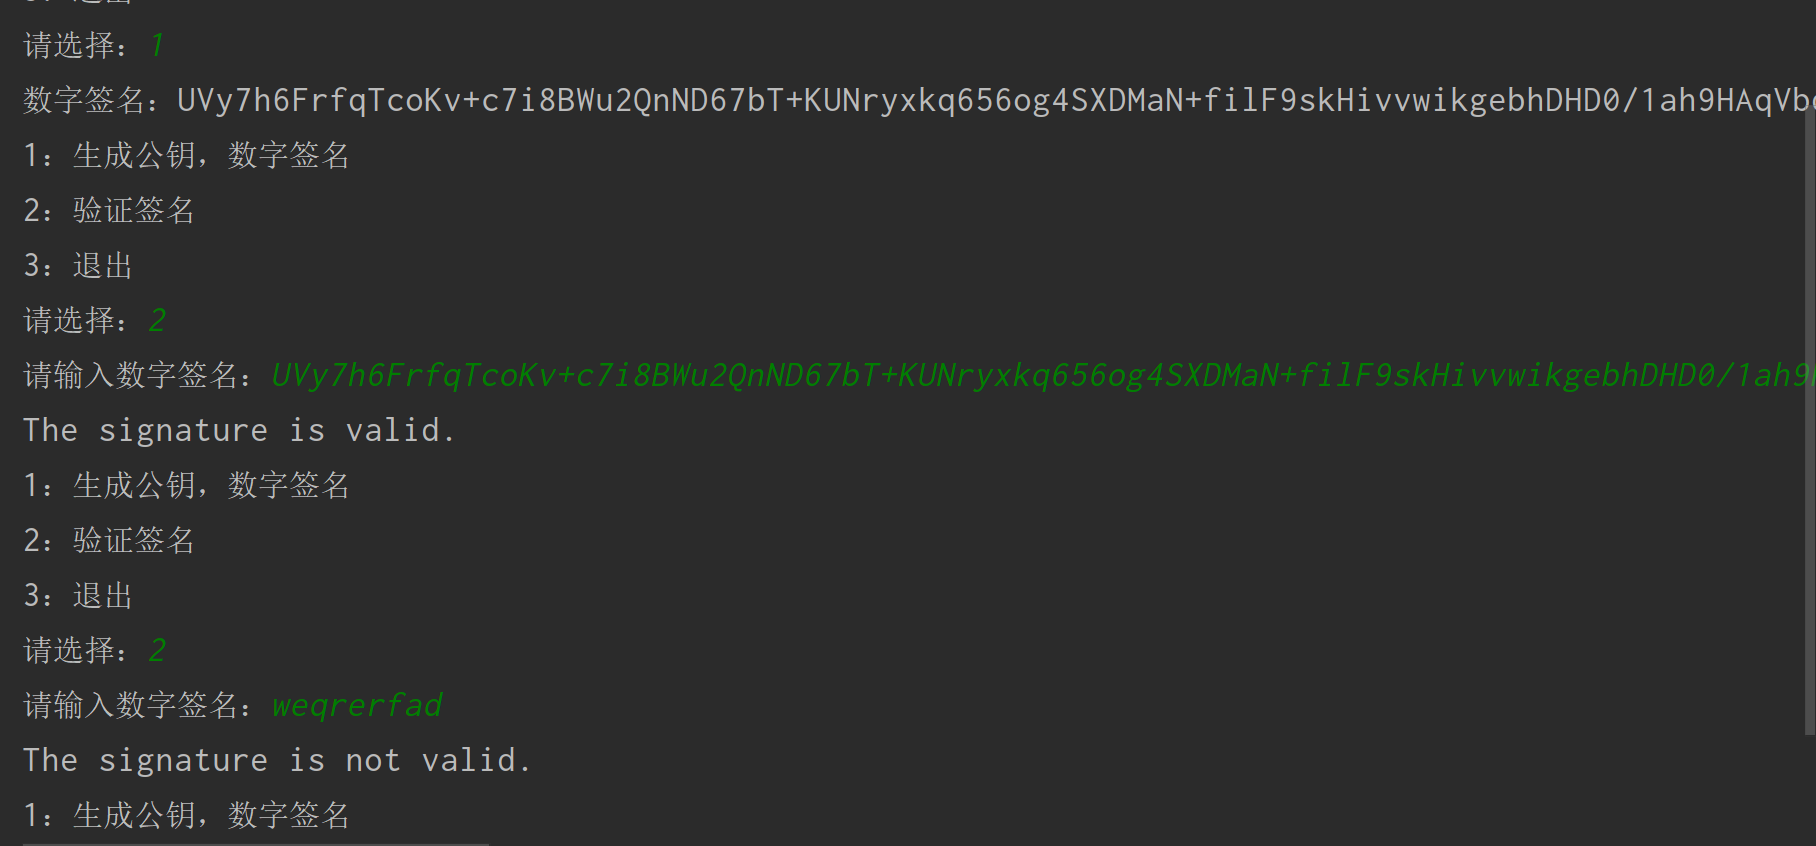 3：退出
请选择：1
数字签名：UVy7h6FrfqTcoKv+c7i8BWu2QnND67bT+KUNryxkq656og4SXDMaN+filF9skHivvwikgebhDHD0/1ah9HAqVb
1：生成公钥，数字签名
2：验证签名
3：退出
请选择：2
请输入数字签名：UVy7h6FrfqTcoKv+c7i8BWu2QnND67bT+KUNryxkq656og4SXDMaN+filF9skHivvwikgebhDHD0/1ah9
The signature is valid.
1：生成公钥，数字签名
2：验证签名
3：退出
请选择：2
请输入数字签名：weqrerfad
The signature is not valid.
1：生成公钥，数字签名